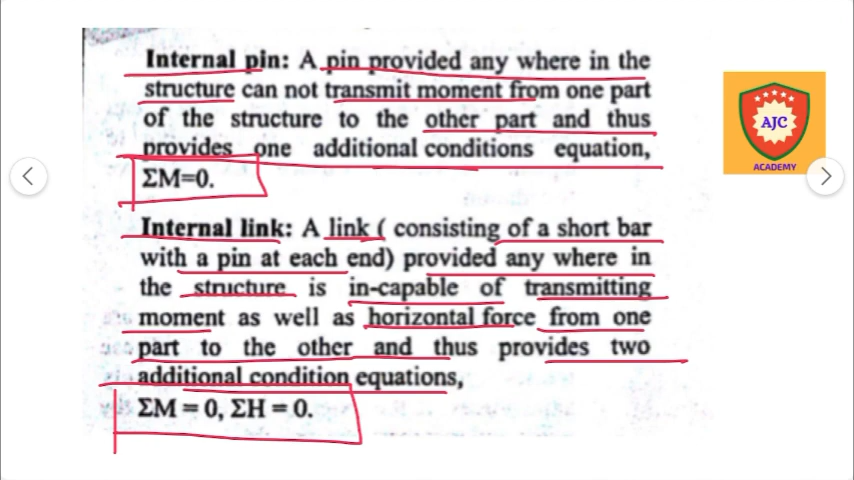 Internal pin: A pin provided any where in the
structure can not transmit moment from one part
of the structure to the other part and thus
provides one additional conditions equation,
ΣM=0.
Internal link: A link ( consisting of a short bar
with a pin at each end) provided any where in
the structure is in-capable of transmitting
moment as well as horizontal force from one
part to the other and thus provides two
additional condition equations,
ΣM = 0, ΣH = 0.
AJC
ACADEMY